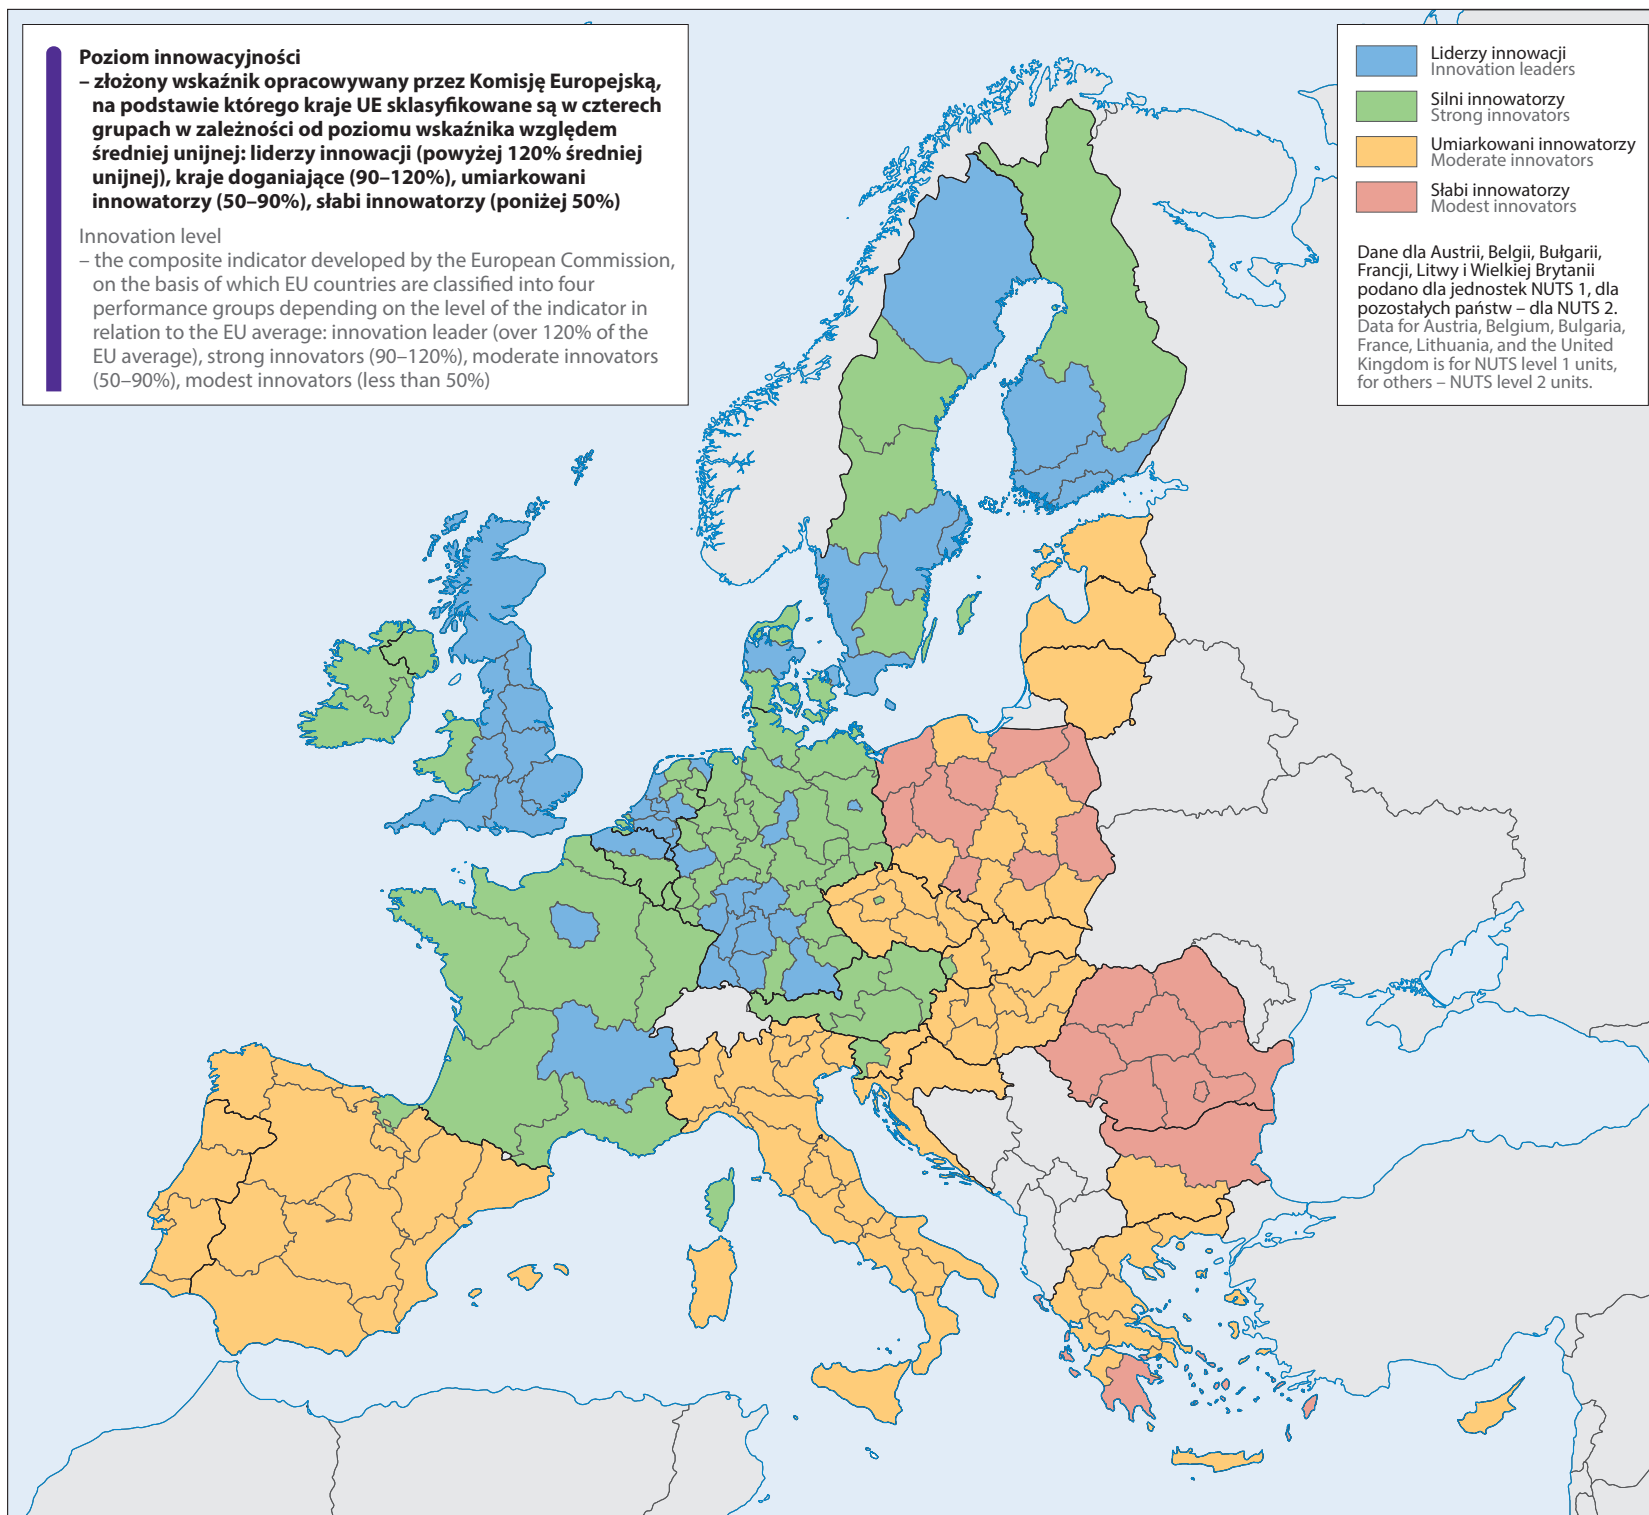 Poziom innowacyjności
– złożony wskaźnik opracowywany przez Komisję Europejską,
na podstawie którego kraje UE sklasyfikowane są w czterech
grupach w zależności od poziomu wskaźnika względem
średniej unijnej: liderzy innowacji (powyżej 120% średniej
unijnej), kraje doganiające (90–120%), umiarkowani
innowatorzy (50–90%), słabi innowatorzy (poniżej 50%)
Innovation level
– the composite indicator developed by the European Commission,
on the basis of which EU countries are classified into four
performance groups depending on the level of the indicator in
relation to the EU average: innovation leader (over 120% of the
EU average), strong innovators (90–120%), moderate innovators
(50–90%), modest innovators (less than 50%)
Liderzy innowacji
Innovation leaders
Silni innowatorzy
Strong innovators
Umiarkowani innowatorzy
Moderate innovators
Słabi innowatorzy
Modest innovators
Dane dla Austrii, Belgii, Bułgarii,
Francji, Litwy i Wielkiej Brytanii
podano dla jednostek NUTS 1, dla
pozostałych państw – dla NUTS 2.
Data for Austria, Belgium, Bulgaria,
France, Lithuania, and the United
Kingdom is for NUTS level 1 units,
for others – NUTS level 2 units.